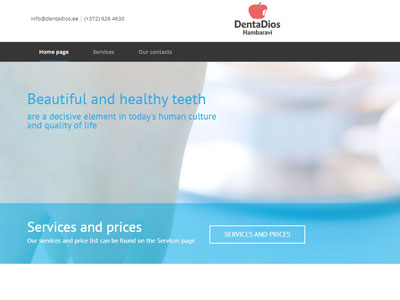 info@dentadios.ee | (+372) 626 4630
DentaDios
Hambaravi
Home page
Services
Our contacts
Beautiful and healthy teeth
are a decisive element in today's human culture
and quality of life
Services and prices
Our services and price list can be found on the Services page
SERVICES AND PRICES